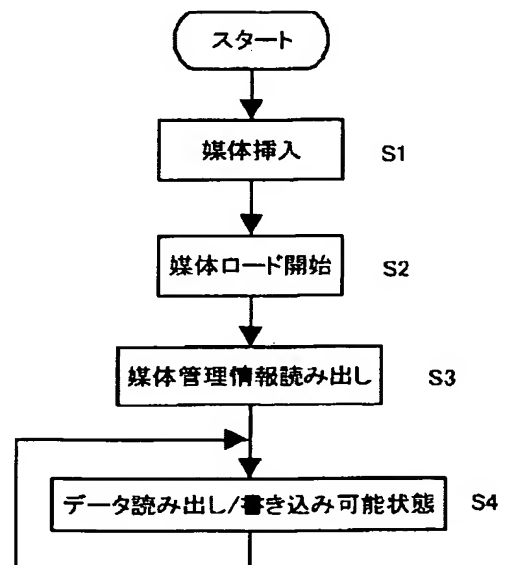 スタート
媒体挿入 S1
媒体ロード開始 S2
媒体管理情報読み出し S3
データ読み出し/書き込み可能状態 S4